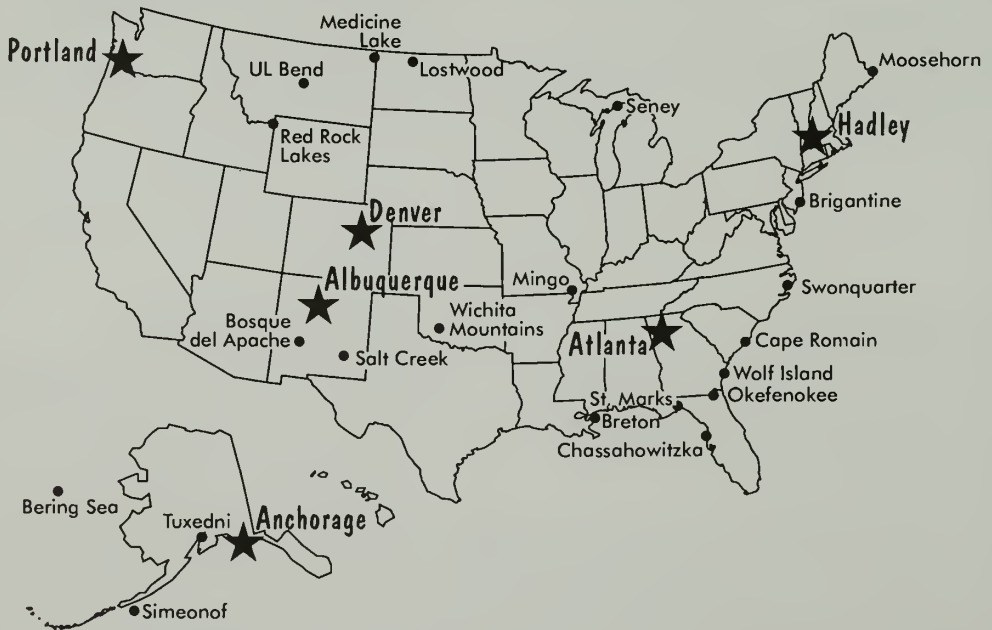 Medicine
Lake
Portland
UL Bend
Lostwood
Moosehorn
Seney
Hadley
Red Rock
Lakes
Brigantine
Denver
Albuquerque
Mingo
Swonquarter
Wichita
Mountains
Bosque
del Apache
Salt Creek
Atlanta
Cape Romain
Wolf Island
St. Marks
Okefenokee
Breton
Chassahowitzka
Bering Sea
Tuxedni
Anchorage
Simeonof